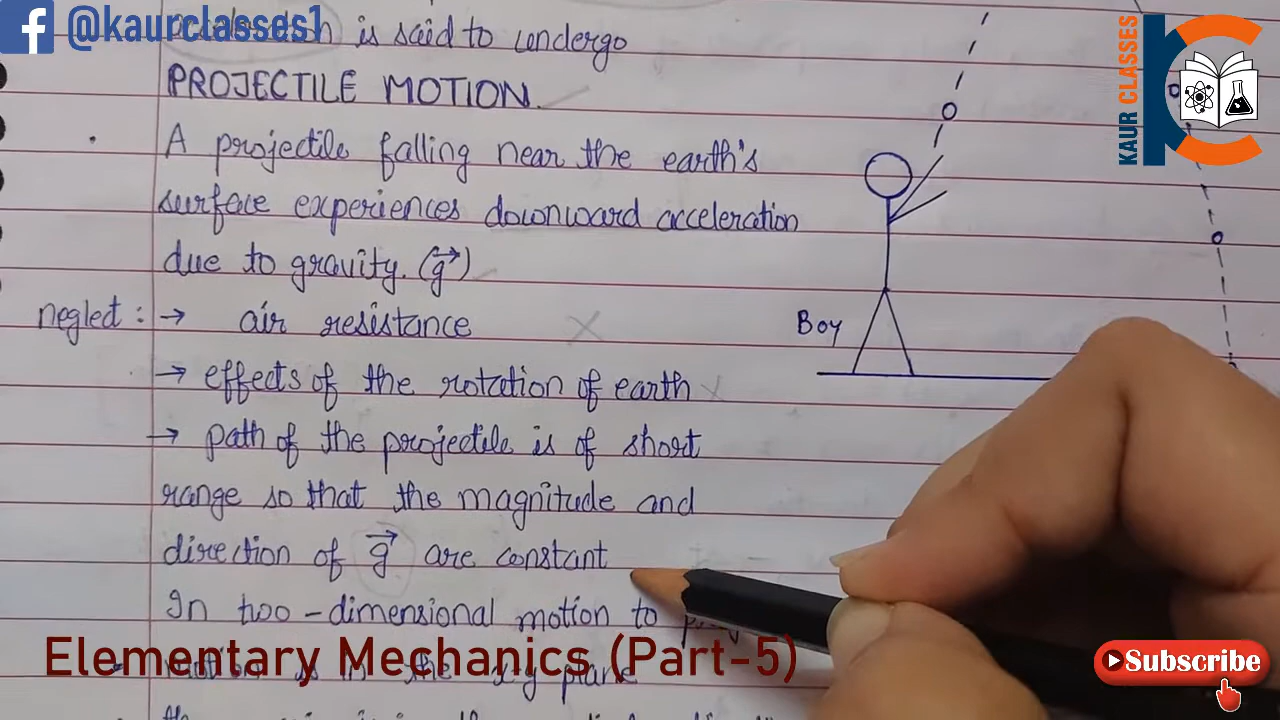 @kaurclasses1
is said to undergo
PROJECTILE MOTION.
A projectile falling near the earth's
surface experiences downward acceleration
due to gravity. (g→)
neglect : → air resistance
→ effects of the rotation of earth
→ path of the projectile is of short
range so that the magnitude and
direction of g→ are constant
In two-dimensional motion to
the x-y plane
Boy
KAUR CLASSES
Elementary Mechanics (Part-5)
Subscribe